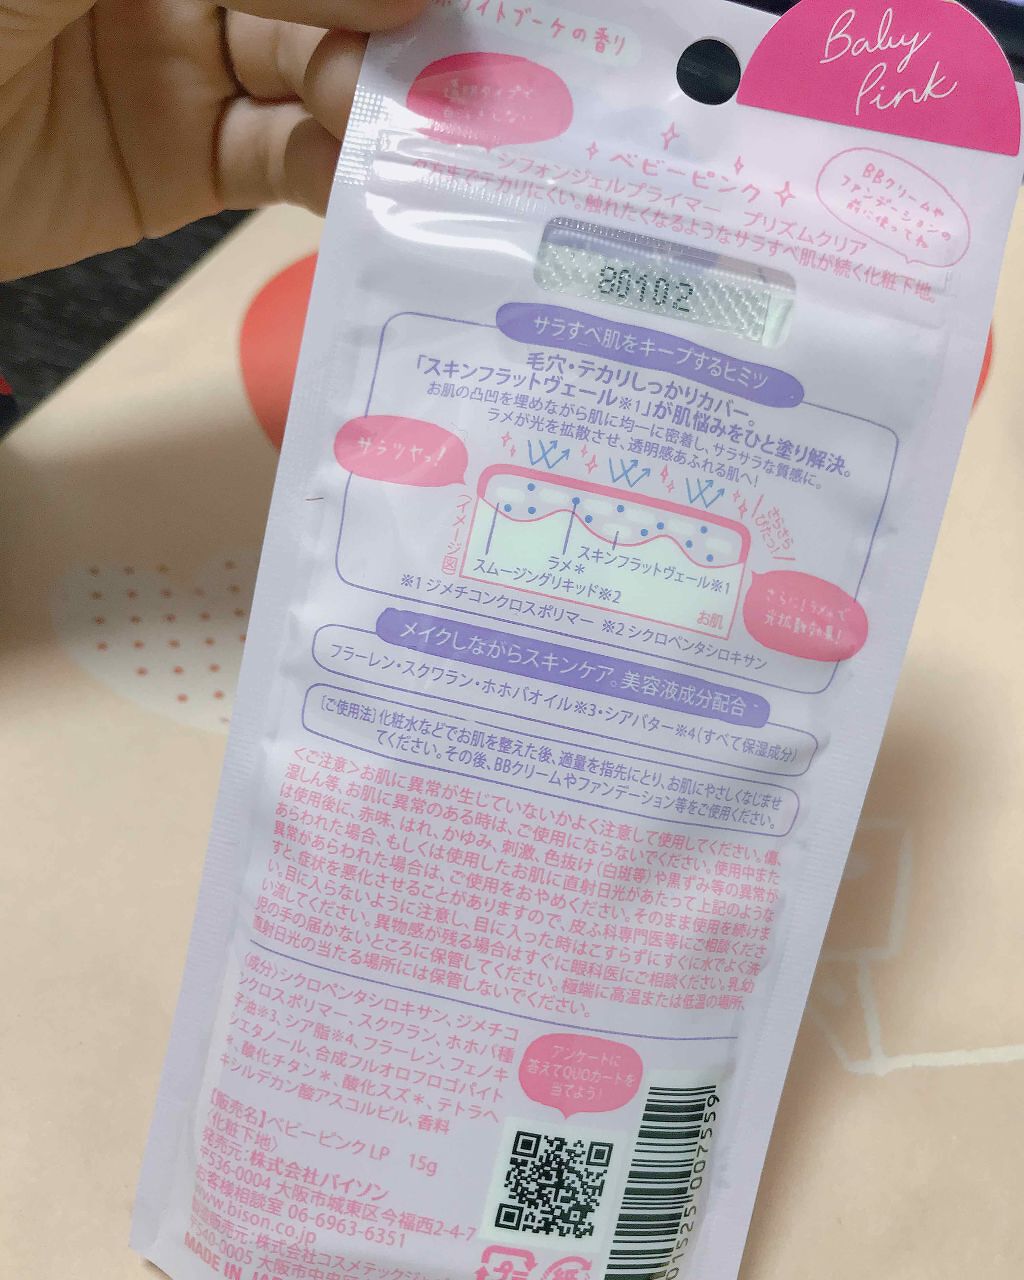 ホワイトブーケの香り
Baby
Pink
透明タイプで
白浮きしない
ベビーピンク
シフォンジェルプライマー プリズムクリア
テカリにくい。触れたくなるようなサラすべ肌が続く化粧下地。
BBクリームや
ファンデーションの
前に使ってね
80102
サラすべ肌をキープするヒミツ
毛穴・テカリしっかりカバー。
「スキンフラットヴェール※1」が肌悩みをひと塗り解決。
お肌の凸凹を埋めながら肌に均一に密着し、サラサラな質感に。
ラメが光を拡散させ、透明感あふれる肌へ!
サラツヤっ!
さらさら
ぴたっ!
(イメージ図)
スキンフラットヴェール※1
ラメ*
スムージングリキッド※2
お肌
さらに!ラメ*で
光拡散効果!
※1 ジメチコンクロスポリマー ※2 シクロペンタシロキサン
メイクしながらスキンケア。美容液成分配合
フラーレン・スクワラン・ホホバオイル※3・シアバター※4(すべて保湿成分)
[ご使用法]化粧水などでお肌を整えた後、適量を指先にとり、お肌にやさしくなじませ
てください。その後、BBクリームやファンデーション等をご使用ください。
<ご注意>お肌に異常が生じていないかよく注意して使用してください。傷、
湿しん等、お肌に異常のある時は、ご使用にならないでください。使用中また
は使用後に、赤味、はれ、かゆみ、刺激、色抜け(白斑等)や黒ずみ等の異常が
あらわれた場合、もしくは使用したお肌に直射日光があたって上記のような
異常があらわれた場合は、ご使用をおやめください。そのまま使用を続けま
すと、症状を悪化させることがありますので、皮ふ科専門医等にご相談くださ
い。目に入らないように注意し、目に入った時はこすらずにすぐに水でよく洗
い流してください。異物感が残る場合はすぐに眼科医にご相談ください。乳幼
児の手の届かないところに保管してください。極端に高温または低温の場所、
直射日光の当たる場所には保管しないでください。
〈成分〉シクロペンタシロキサン、ジメチコ
ンクロスポリマー、スクワラン、ホホバ種
子油※3、シア脂※4、フラーレン、フェノキ
シエタノール、合成フルオロフロゴパイト
*、酸化チタン*、酸化スズ*、テトラヘ
キシルデカン酸アスコルビル、香料
アンケートに
答えてQUOカートを
当てよう!
【販売名】ベビーピンク LP 15g
〈化粧下地〉
発売元:株式会社バイソン
〒536-0004 大阪市城東区今福西2-4-7
お客様相談室 06-6963-6351
www.bison.co.jp
〒540-0005 大阪市中央区
MADE IN JA